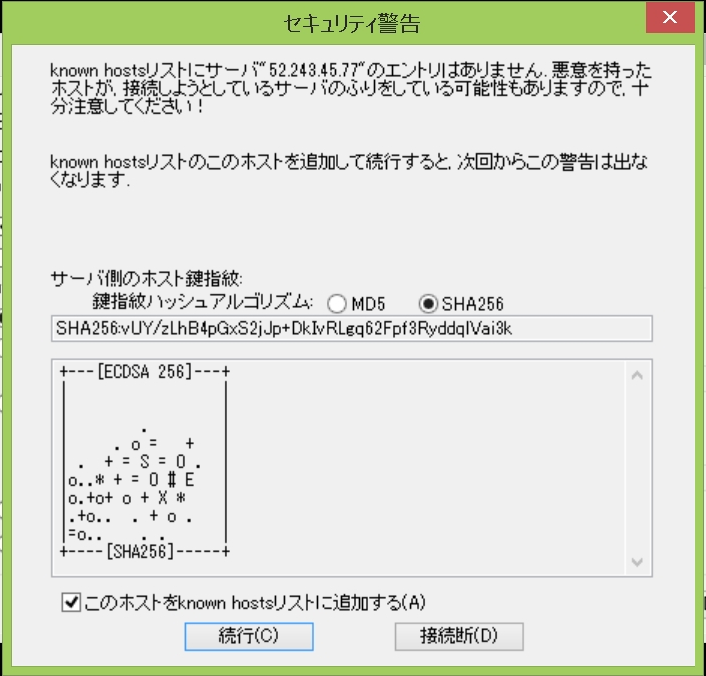 セキュリティ警告
known hostsリストにサーバ"52.243.45.77"のエントリはありません. 悪意を持った
ホストが, 接続しようとしているサーバのふりをしている可能性もありますので, 十
分注意してください！
known hostsリストのこのホストを追加して続行すると, 次回からこの警告は出な
くなります.
サーバ側のホスト鍵指紋:
鍵指紋ハッシュアルゴリズム: MD5 SHA256
SHA256:vUY/zLhB4pGxS2jJp+DkIvRLgq62Fpf3RyddqlVai3k
+---[ECDSA 256]---+
|                 |
|                 |
|        .        |
|     . o =   +   |
| .  + = S = O .  |
|o..* + = O # E   |
|o.+o+ o + X *    |
|.+o..  . + o .   |
|=o..    . .      |
+----[SHA256]-----+
このホストをknown hostsリストに追加する(A)
続行(C) 接続断(D)